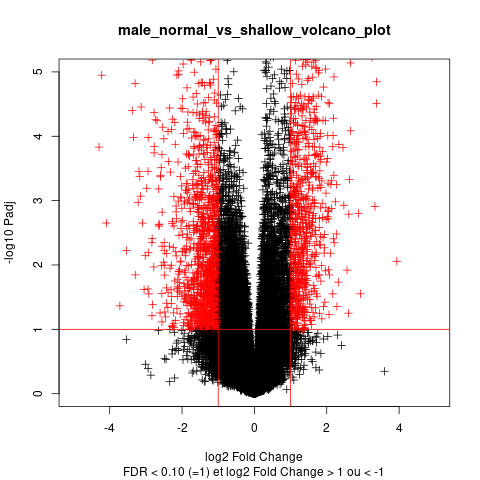 male_normal_vs_shallow_volcano_plot
5
4
3
2
1
0
-log10 Padj
-4 -2 0 2 4
log2 Fold Change
FDR < 0.10 (=1) et log2 Fold Change > 1 ou < -1